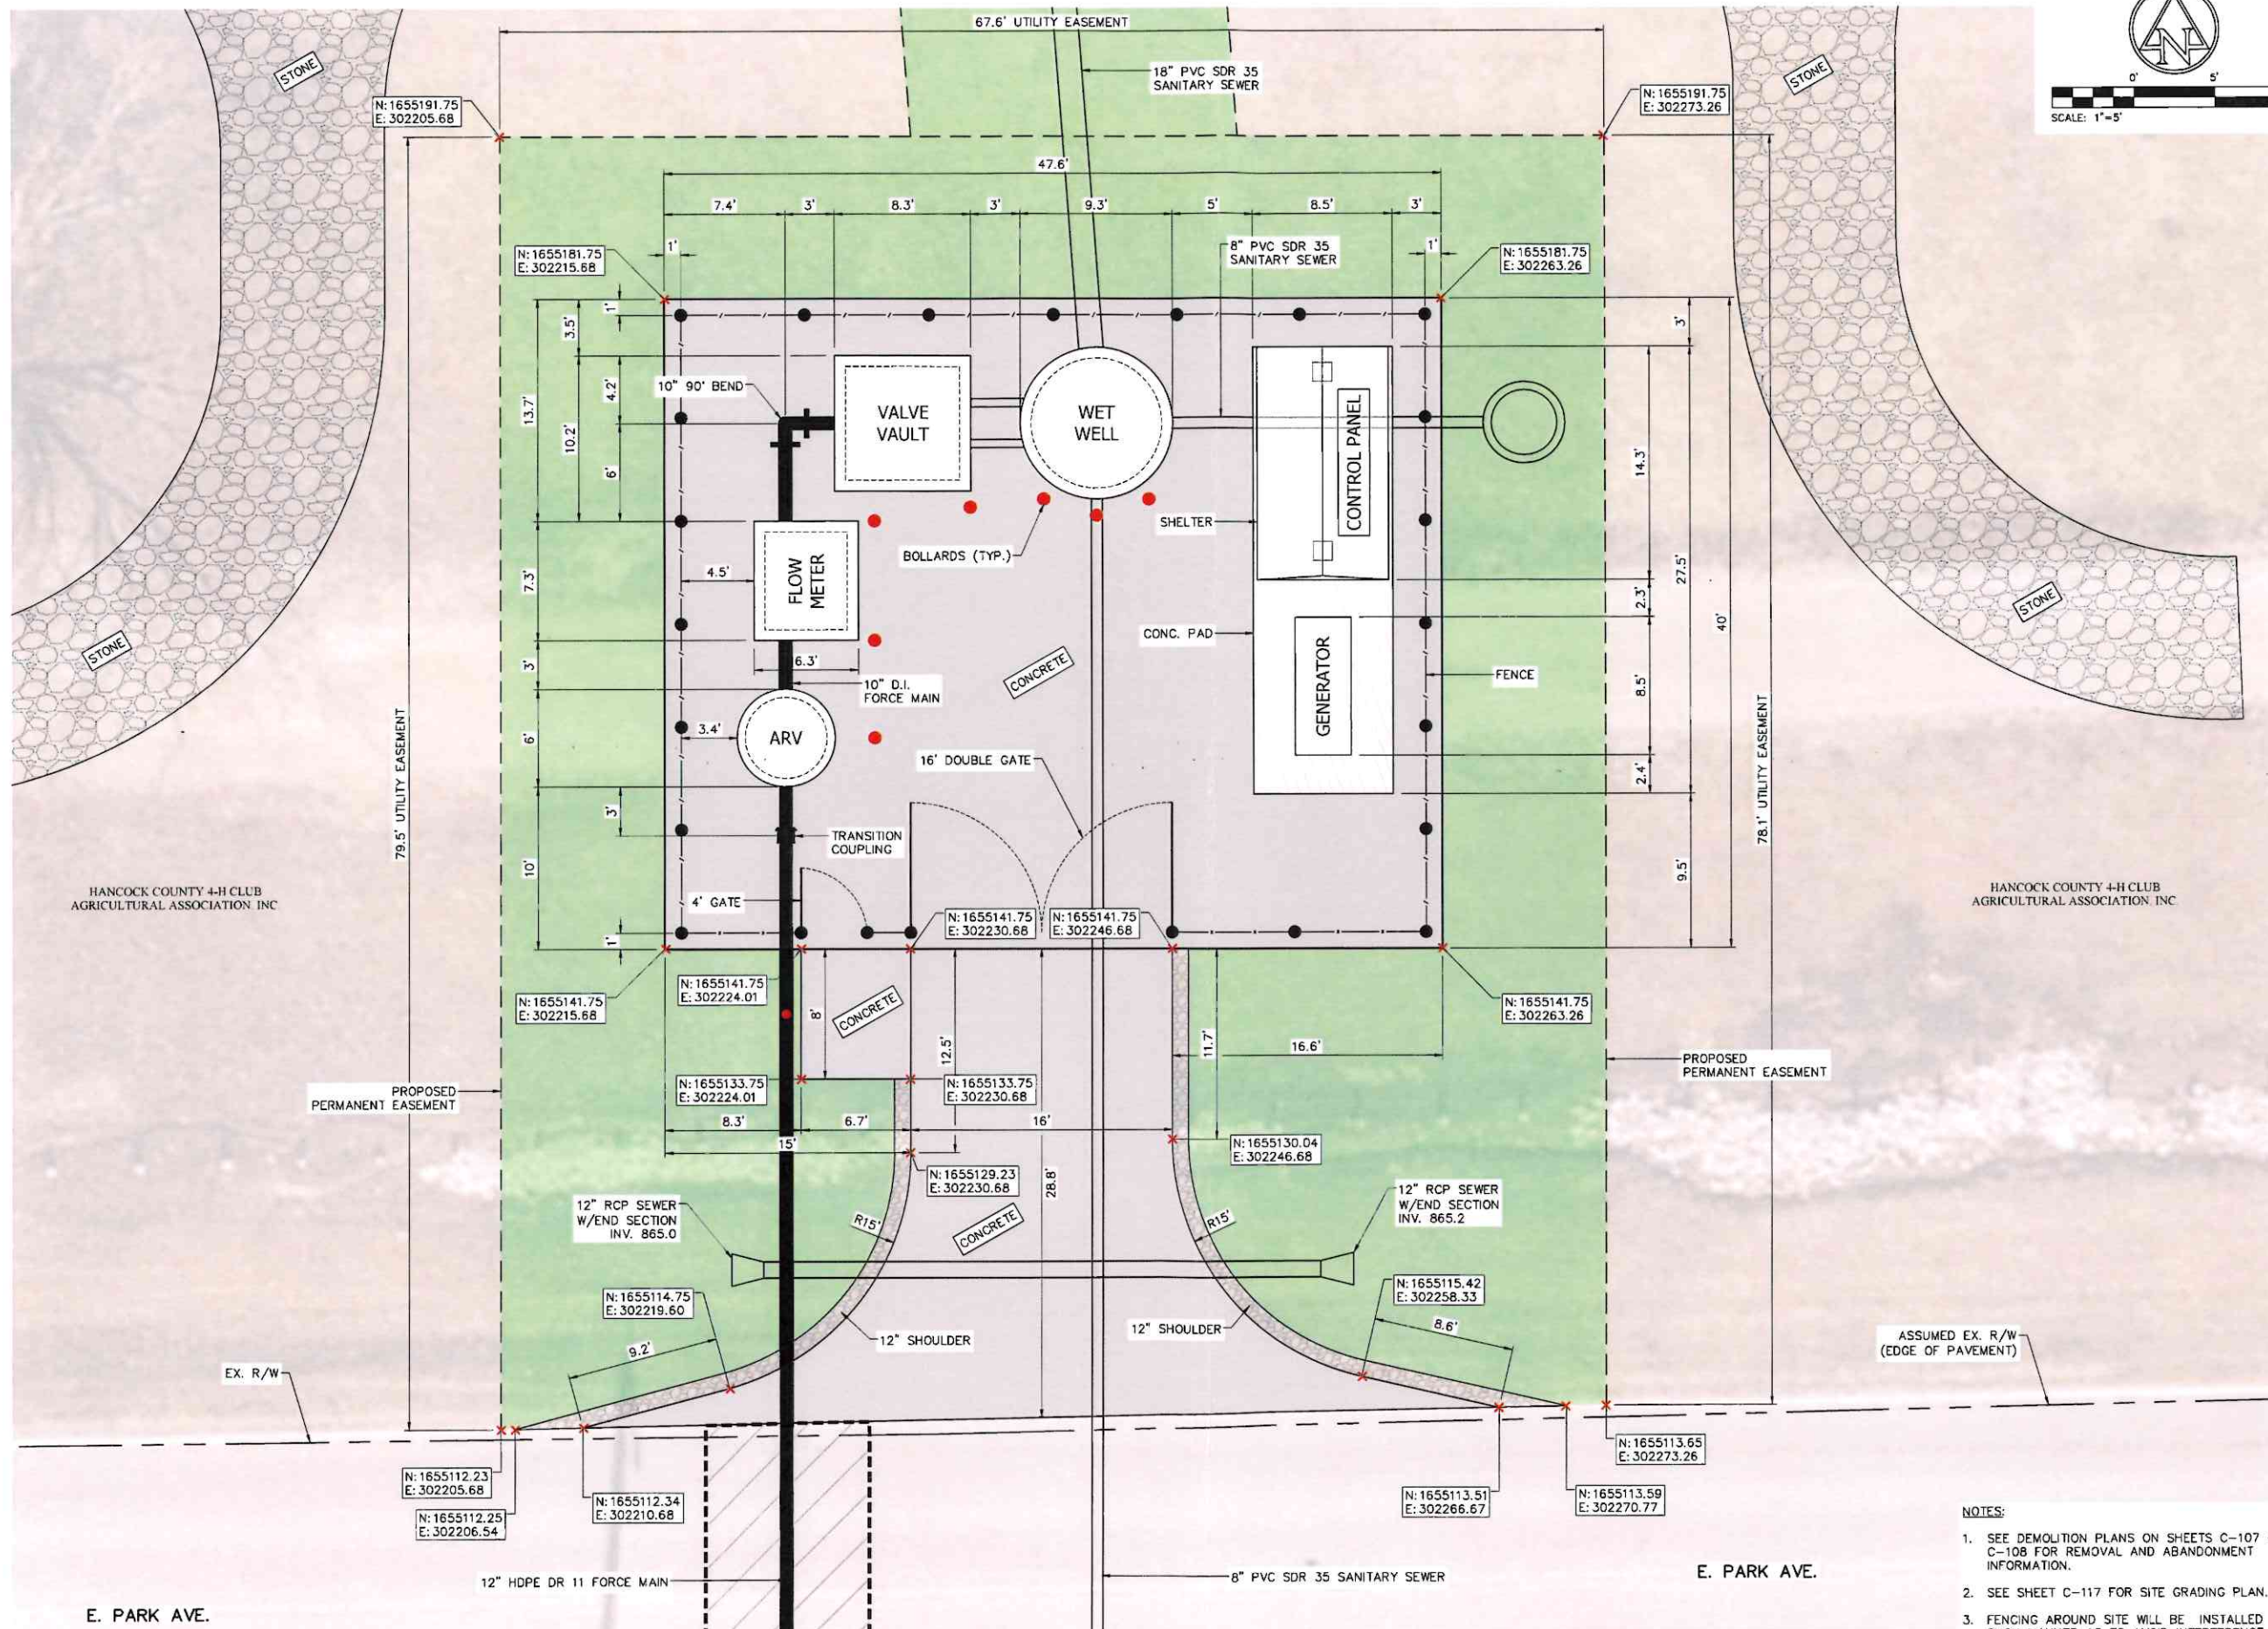 67.6' UTILITY EASEMENT
N
0' 5'
SCALE: 1"=5'
STONE
STONE
18" PVC SDR 35
SANITARY SEWER
N: 1655191.75
E: 302205.68
N: 1655191.75
E: 302273.26
47.6'
7.4' 3' 8.3' 3' 9.3' 5' 8.5' 3'
1' 1'
8" PVC SDR 35
SANITARY SEWER
N: 1655181.75
E: 302215.68
N: 1655181.75
E: 302263.26
1'
3.5'
3'
10" 90° BEND
4.2'
13.7'
10.2'
6'
VALVE
VAULT
WET
WELL
CONTROL PANEL
14.3'
SHELTER
BOLLARDS (TYP.)
27.5'
40'
4.5'
FLOW
METER
7.3'
2.3'
STONE
STONE
CONC. PAD
6.3'
3'
10" D.I.
FORCE MAIN
CONCRETE
GENERATOR
FENCE
8.5'
79.5' UTILITY EASEMENT
78.1' UTILITY EASEMENT
6'
3.4'
ARV
16' DOUBLE GATE
2.4'
3'
TRANSITION
COUPLING
10'
9.5'
HANCOCK COUNTY 4-H CLUB
AGRICULTURAL ASSOCIATION INC
HANCOCK COUNTY 4-H CLUB
AGRICULTURAL ASSOCIATION INC
4' GATE
1'
N: 1655141.75
E: 302230.68
N: 1655141.75
E: 302246.68
N: 1655141.75
E: 302224.01
N: 1655141.75
E: 302215.68
N: 1655141.75
E: 302263.26
8'
CONCRETE
12.5'
11.7'
16.6'
PROPOSED
PERMANENT EASEMENT
PROPOSED
PERMANENT EASEMENT
N: 1655133.75
E: 302224.01
N: 1655133.75
E: 302230.68
8.3' 6.7' 16'
15'
N: 1655130.04
E: 302246.68
N: 1655129.23
E: 302230.68
28.8'
12" RCP SEWER
W/END SECTION
INV. 865.0
12" RCP SEWER
W/END SECTION
INV. 865.2
R15'
CONCRETE
R15'
N: 1655114.75
E: 302219.60
N: 1655115.42
E: 302258.33
12" SHOULDER
12" SHOULDER
9.2'
8.6'
EX. R/W
ASSUMED EX. R/W
(EDGE OF PAVEMENT)
N: 1655112.23
E: 302205.68
N: 1655112.25
E: 302206.54
N: 1655112.34
E: 302210.68
N: 1655113.51
E: 302266.67
N: 1655113.59
E: 302270.77
N: 1655113.65
E: 302273.26
12" HDPE DR 11 FORCE MAIN
8" PVC SDR 35 SANITARY SEWER
E. PARK AVE.
E. PARK AVE.
NOTES:
1. SEE DEMOLITION PLANS ON SHEETS C-107
C-108 FOR REMOVAL AND ABANDONMENT
INFORMATION.
2. SEE SHEET C-117 FOR SITE GRADING PLAN.
3. FENCING AROUND SITE WILL BE INSTALLED